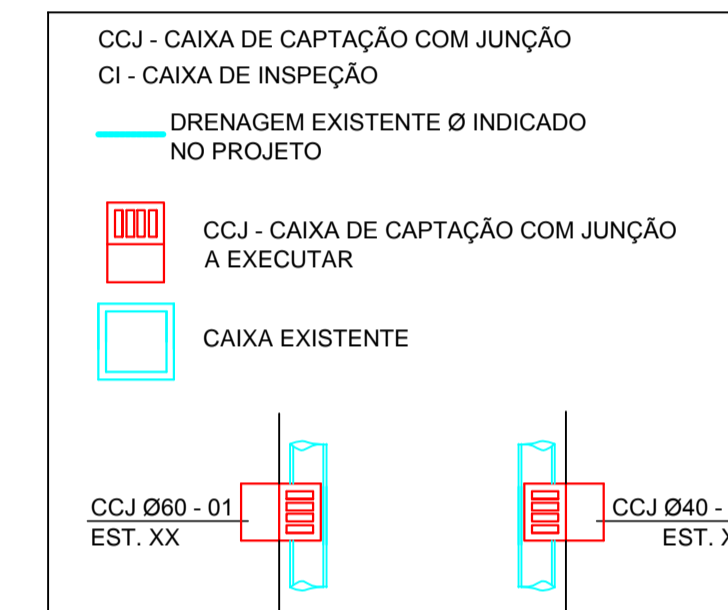 CCJ - CAIXA DE CAPTAÇÃO COM JUNÇÃO
CI - CAIXA DE INSPEÇÃO
DRENAGEM EXISTENTE Ø INDICADO
NO PROJETO
CCJ - CAIXA DE CAPTAÇÃO COM JUNÇÃO
A EXECUTAR
CAIXA EXISTENTE
CCJ Ø60 - 01
EST. XX
CCJ Ø40 -
EST.